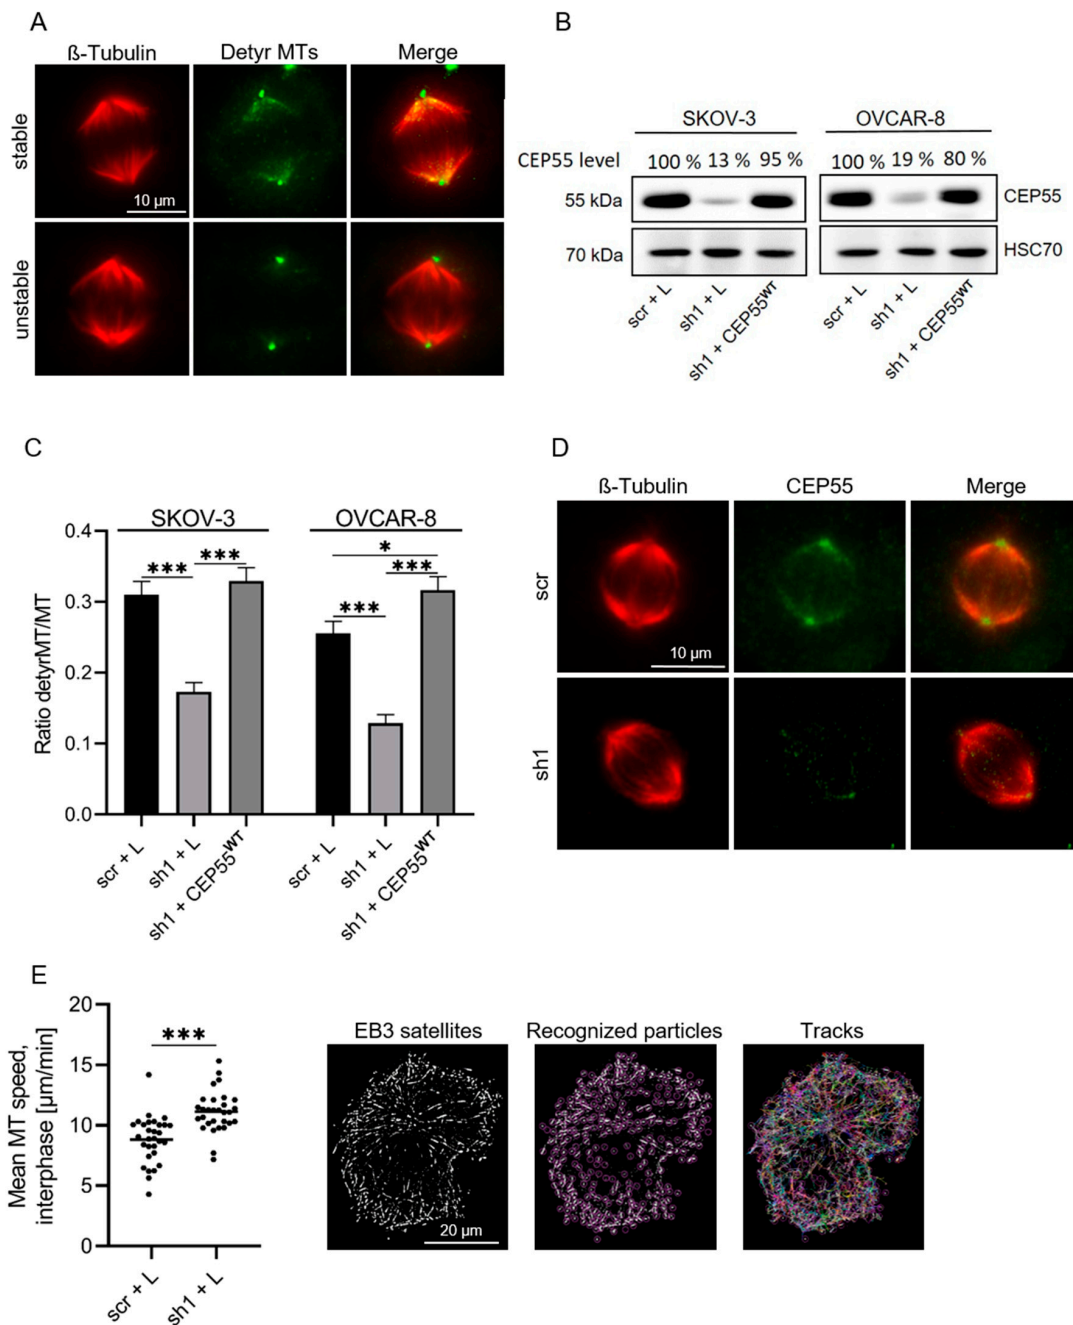 A
ß-Tubulin Detyr MTs Merge
stable
10 µm
unstable
B
SKOV-3 OVCAR-8
CEP55 level 100 % 13 % 95 % 100 % 19 % 80 %
55 kDa CEP55
70 kDa HSC70
scr + L sh1 + L sh1 + CEP55WT scr + L sh1 + L sh1 + CEP55WT
C
SKOV-3 OVCAR-8
Ratio detyrMT/MT
0.4
0.3
0.2
0.1
0.0
*** *** *** *** *
scr + L sh1 + L sh1 + CEP55WT scr + L sh1 + L sh1 + CEP55WT
D
ß-Tubulin CEP55 Merge
scr
10 µm
sh1
E
Mean MT speed,
interphase [µm/min]
20
15
10
5
0
***
scr + L sh1 + L
EB3 satellites Recognized particles Tracks
20 µm